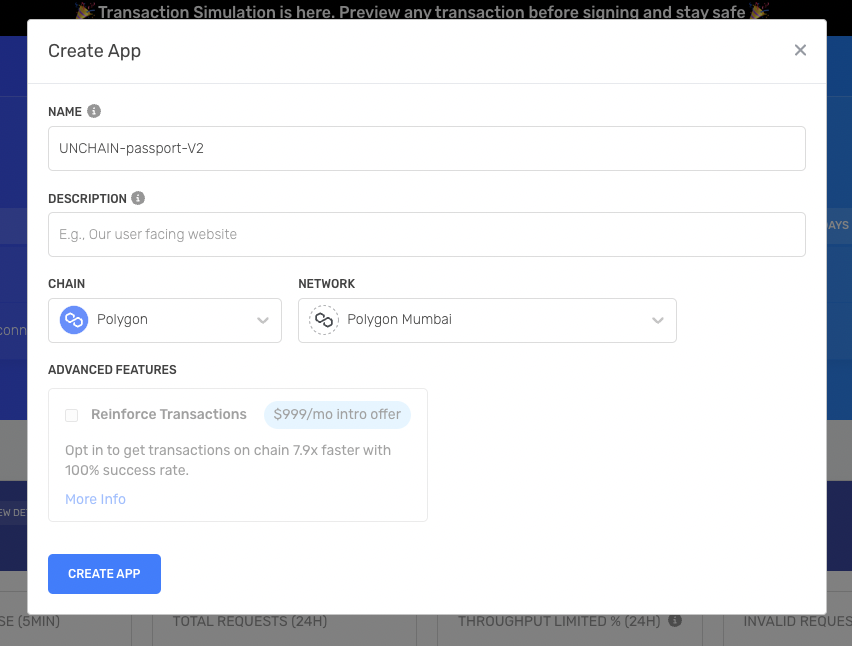 🎉 Transaction Simulation is here. Preview any transaction before signing and stay safe 🎉
Create App
NAME
UNCHAIN-passport-V2
DESCRIPTION
E.g., Our user facing website
DAYS
CHAIN
NETWORK
Polygon
Polygon Mumbai
conn
ADVANCED FEATURES
Reinforce Transactions
$999/mo intro offer
Opt in to get transactions on chain 7.9x faster with
100% success rate.
More Info
EW DE
CREATE APP
SE (5MIN)
TOTAL REQUESTS (24H)
THROUGHPUT LIMITED % (24H)
INVALID REQUES